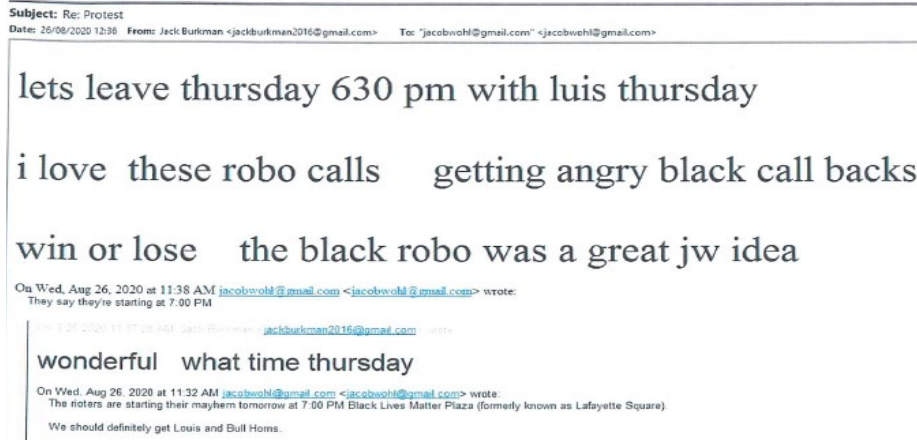 Subject: Re: Protest
Date: 26/08/2020 12:36 From: Jack Burkman <jackburkman2016@gmail.com> To: "jacobwohl@gmail.com" <jacobwohl@gmail.com>
lets leave thursday 630 pm with luis thursday
i love these robo calls getting angry black call backs
win or lose the black robo was a great jw idea
On Wed, Aug 26, 2020 at 11:38 AM jacobwohl@gmail.com <jacobwohl@gmail.com> wrote:
They say they're starting at 7:00 PM
Jack Burkman jackburkman2016@gmail.com wrote
wonderful what time thursday
On Wed, Aug 26, 2020 at 11:32 AM jacobwohl@gmail.com <jacobwohl@gmail.com> wrote:
The rioters are starting their mayhem tomorrow at 7:00 PM Black Lives Matter Plaza (formerly known as Lafayette Square)
We should definitely get Louis and Bull Horns.